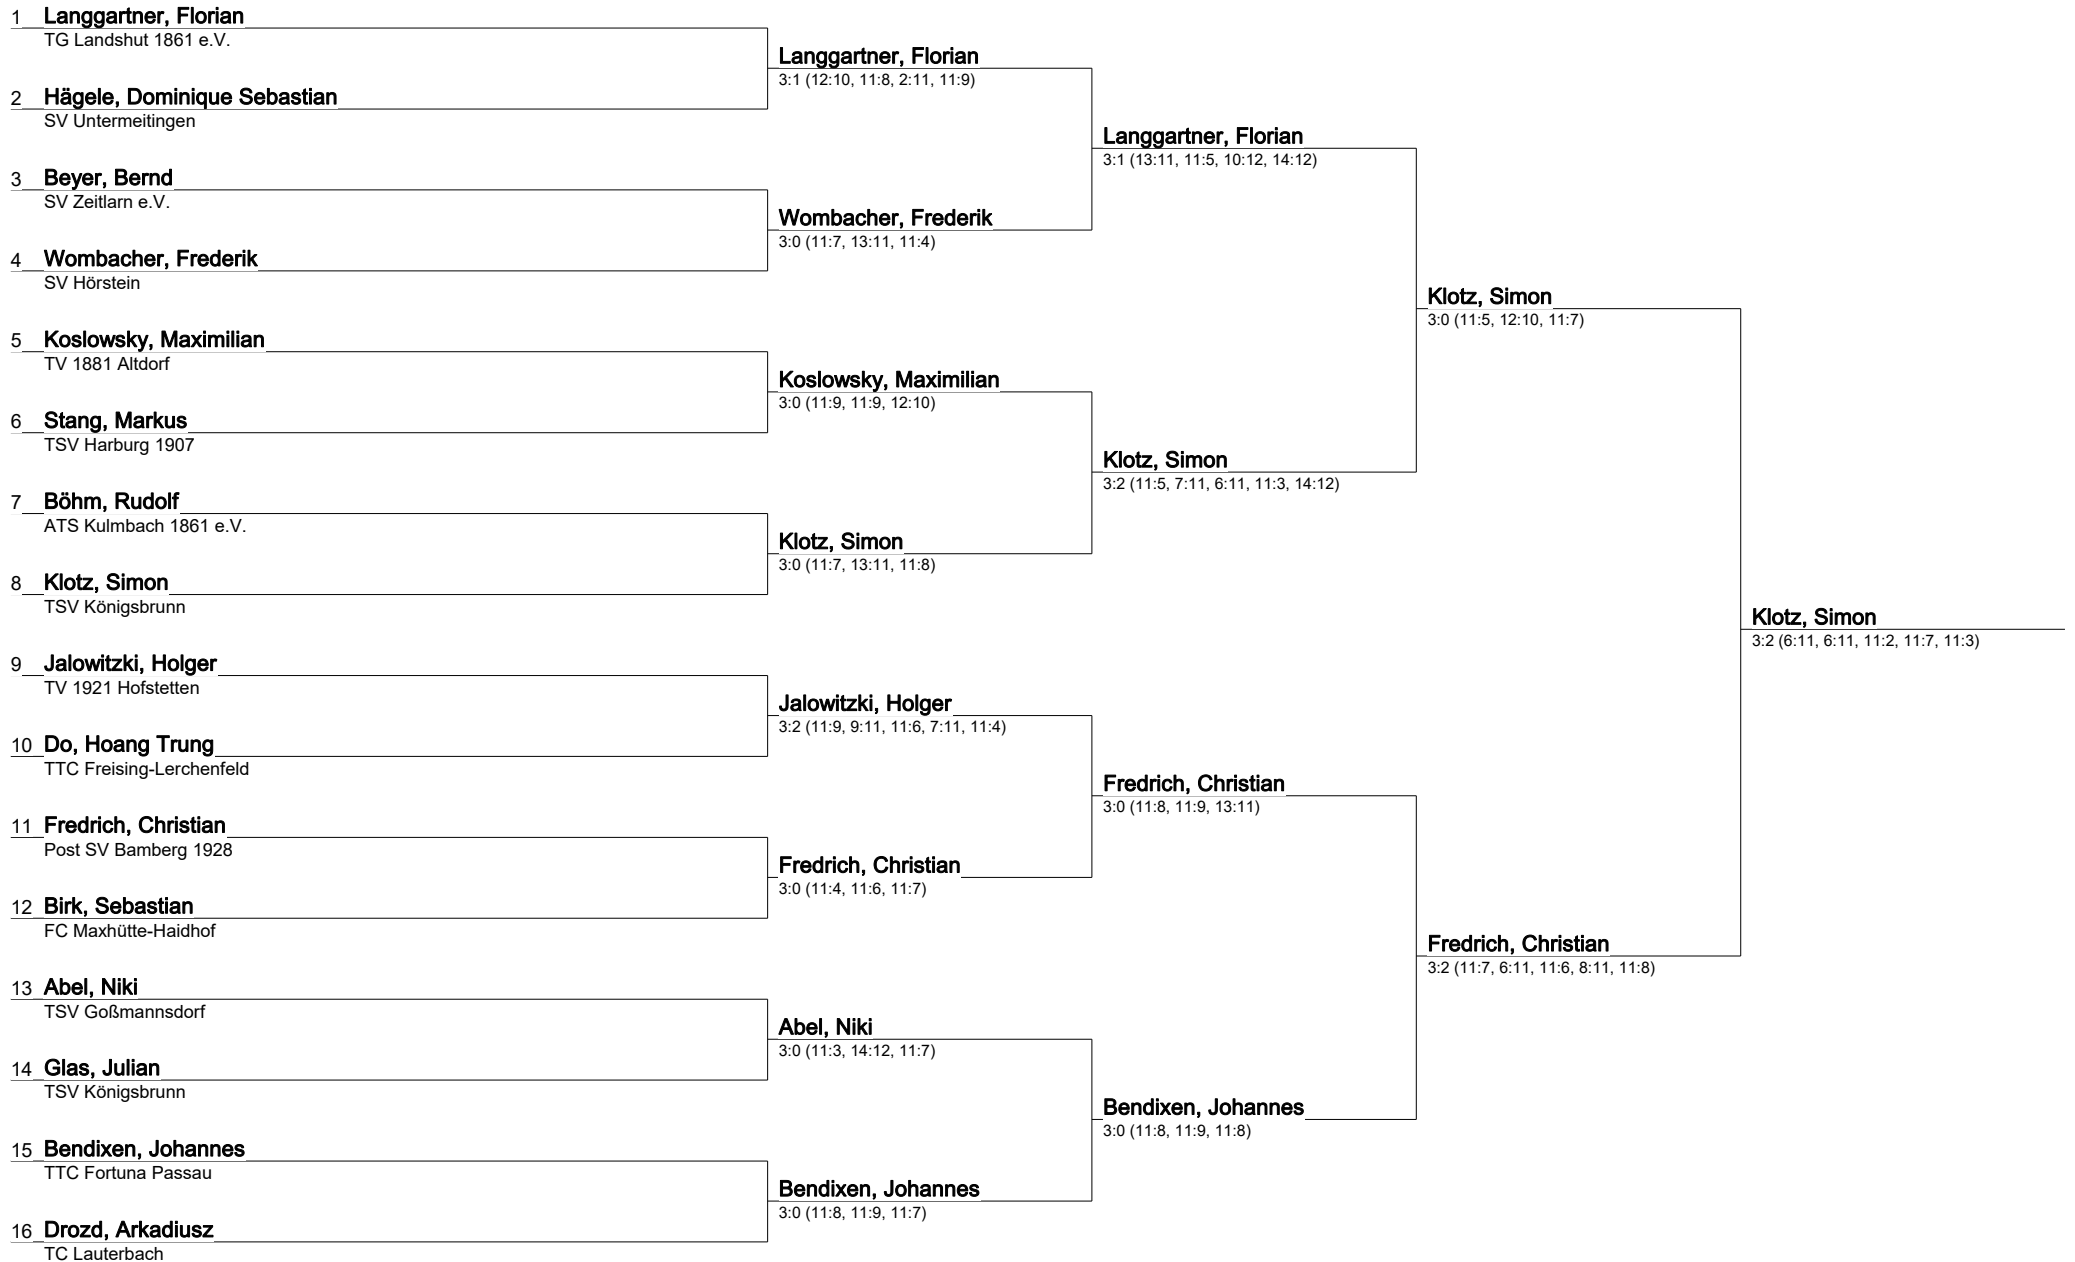 1 Langgartner, Florian
TG Landshut 1861 e.V.
2 Hägele, Dominique Sebastian
SV Untermeitingen
3 Beyer, Bernd
SV Zeitlarn e.V.
4 Wombacher, Frederik
SV Hörstein
5 Koslowsky, Maximilian
TV 1881 Altdorf
6 Stang, Markus
TSV Harburg 1907
7 Böhm, Rudolf
ATS Kulmbach 1861 e.V.
8 Klotz, Simon
TSV Königsbrunn
9 Jalowitzki, Holger
TV 1921 Hofstetten
10 Do, Hoang Trung
TTC Freising-Lerchenfeld
11 Fredrich, Christian
Post SV Bamberg 1928
12 Birk, Sebastian
FC Maxhütte-Haidhof
13 Abel, Niki
TSV Goßmannsdorf
14 Glas, Julian
TSV Königsbrunn
15 Bendixen, Johannes
TTC Fortuna Passau
16 Drozd, Arkadiusz
TC Lauterbach
Langgartner, Florian
3:1 (12:10, 11:8, 2:11, 11:9)
Wombacher, Frederik
3:0 (11:7, 13:11, 11:4)
Koslowsky, Maximilian
3:0 (11:9, 11:9, 12:10)
Klotz, Simon
3:0 (11:7, 13:11, 11:8)
Jalowitzki, Holger
3:2 (11:9, 9:11, 11:6, 7:11, 11:4)
Fredrich, Christian
3:0 (11:4, 11:6, 11:7)
Abel, Niki
3:0 (11:3, 14:12, 11:7)
Bendixen, Johannes
3:0 (11:8, 11:9, 11:7)
Langgartner, Florian
3:1 (13:11, 11:5, 10:12, 14:12)
Klotz, Simon
3:2 (11:5, 7:11, 6:11, 11:3, 14:12)
Fredrich, Christian
3:0 (11:8, 11:9, 13:11)
Bendixen, Johannes
3:0 (11:8, 11:9, 11:8)
Klotz, Simon
3:0 (11:5, 12:10, 11:7)
Fredrich, Christian
3:2 (11:7, 6:11, 11:6, 8:11, 11:8)
Klotz, Simon
3:2 (6:11, 6:11, 11:2, 11:7, 11:3)